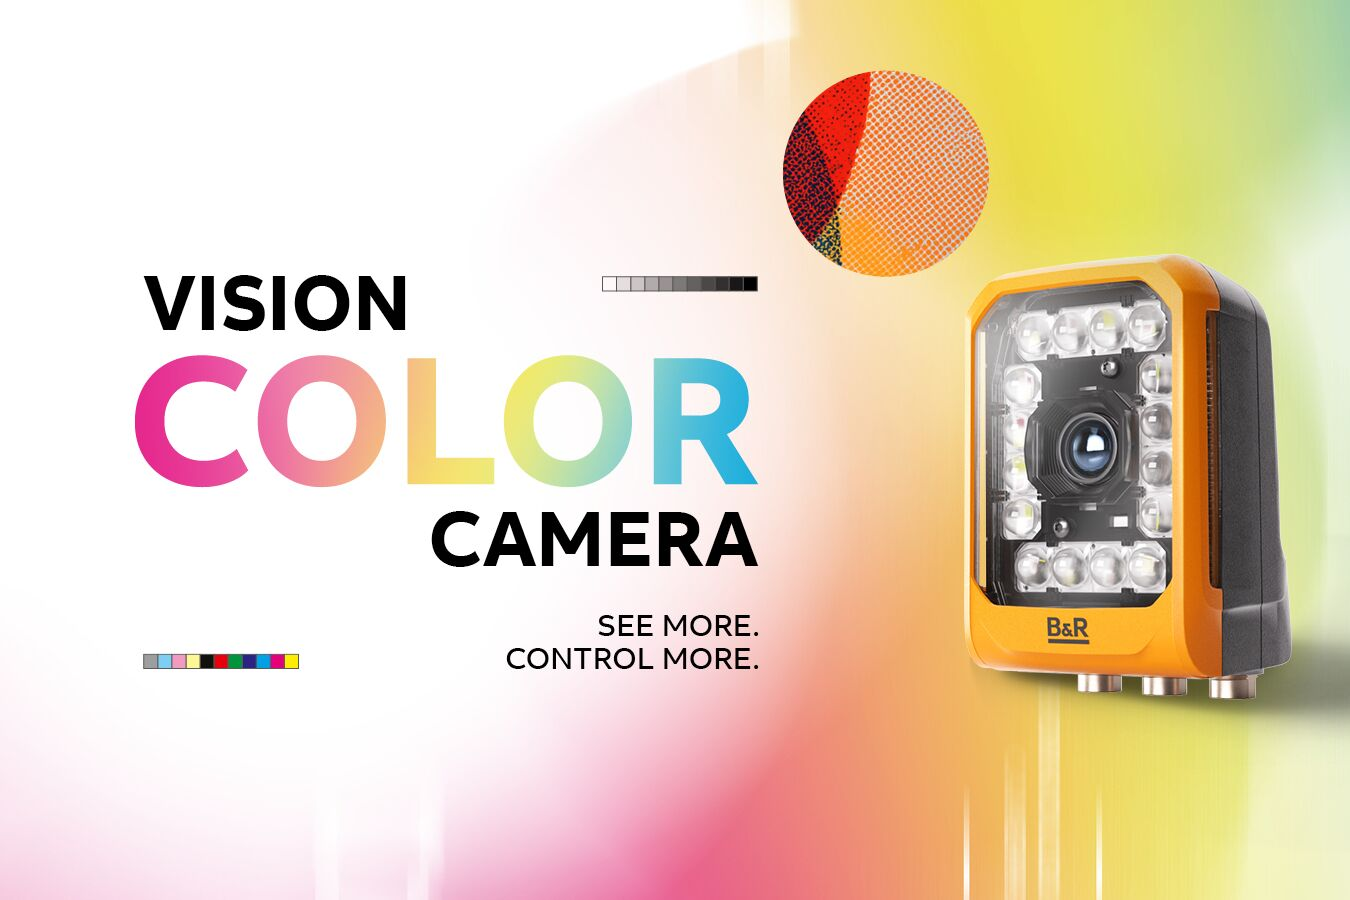 VISION
COLOR
CAMERA
SEE MORE.
CONTROL MORE.
B&R